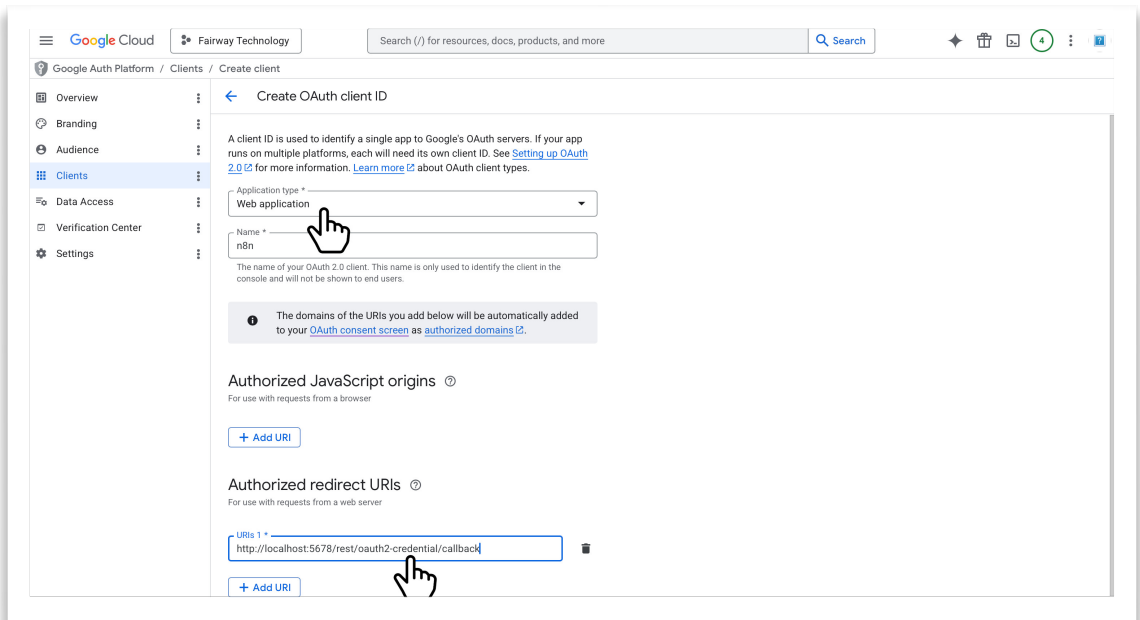 Google Cloud
Fairway Technology
Search (/) for resources, docs, products, and more
Search
4
?
Google Auth Platform / Clients / Create client
Overview
Branding
Audience
Clients
Data Access
Verification Center
Settings
Create OAuth client ID
A client ID is used to identify a single app to Google's OAuth servers. If your app
runs on multiple platforms, each will need its own client ID. See Setting up OAuth
2.0 for more information. Learn more about OAuth client types.
Application type *
Web application
Name *
n8n
The name of your OAuth 2.0 client. This name is only used to identify the client in the
console and will not be shown to end users.
The domains of the URIs you add below will be automatically added
to your OAuth consent screen as authorized domains.
Authorized JavaScript origins
For use with requests from a browser
+ Add URI
Authorized redirect URIs
For use with requests from a web server
URIs 1 *
http://localhost:5678/rest/oauth2-credential/callback
+ Add URI